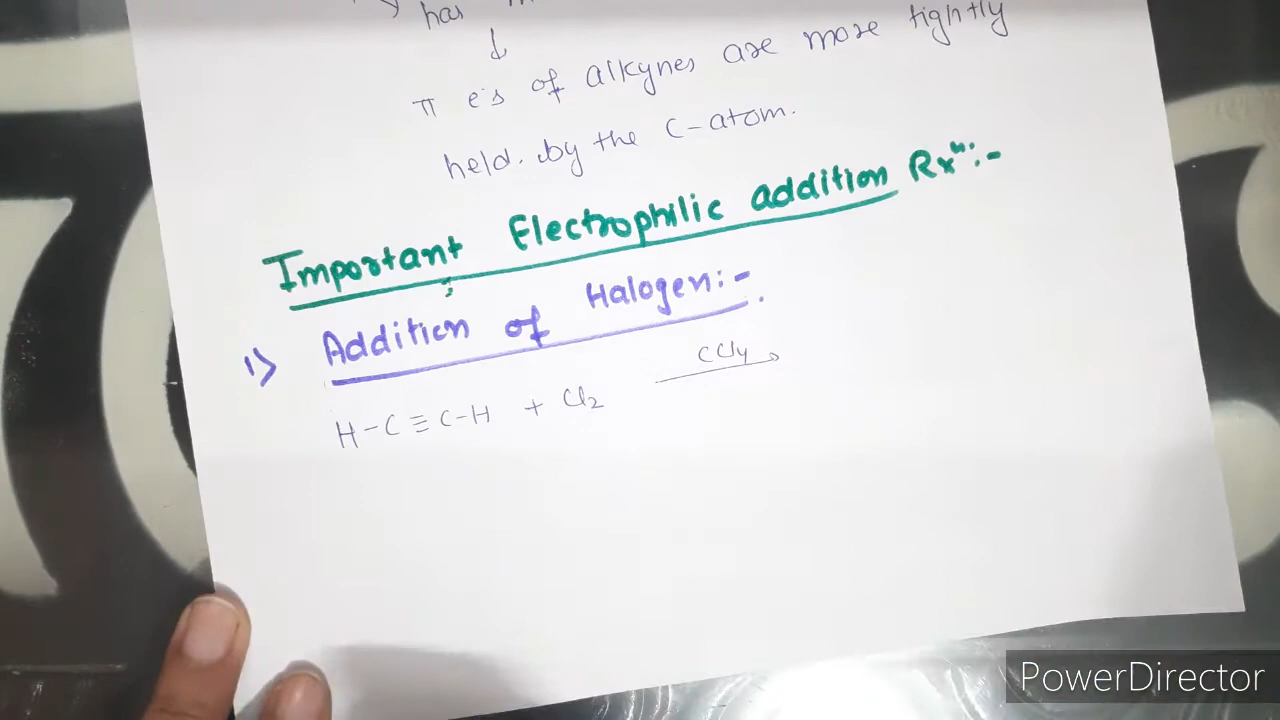 has
↓
π e's of alkynes are more tightly
held. by the C-atom.
Important Electrophilic addition Rxⁿ:-
1) Addition of Halogen:-
H-C≡C-H + Cl₂ CCl₄ →
PowerDirector